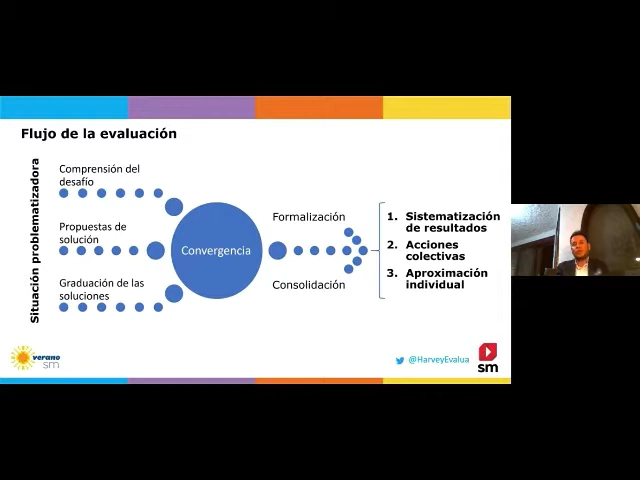 Flujo de la evaluación
Situación problematizadora
Comprensión del
desafío
Propuestas de
solución
Graduación de las
soluciones
Convergencia
Formalización
Consolidación
1. Sistematización
de resultados
2. Acciones
colectivas
3. Aproximación
individual
verano
sm
@HarveyEvalua
sm